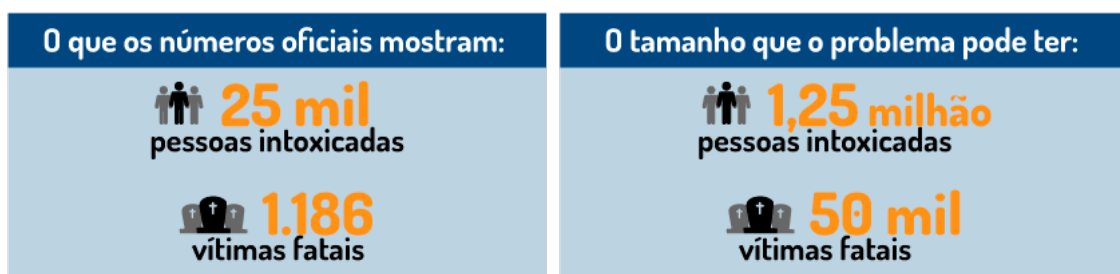 O que os números oficiais mostram:
25 mil
pessoas intoxicadas
1.186
vítimas fatais
O tamanho que o problema pode ter:
1,25 milhão
pessoas intoxicadas
50 mil
vítimas fatais